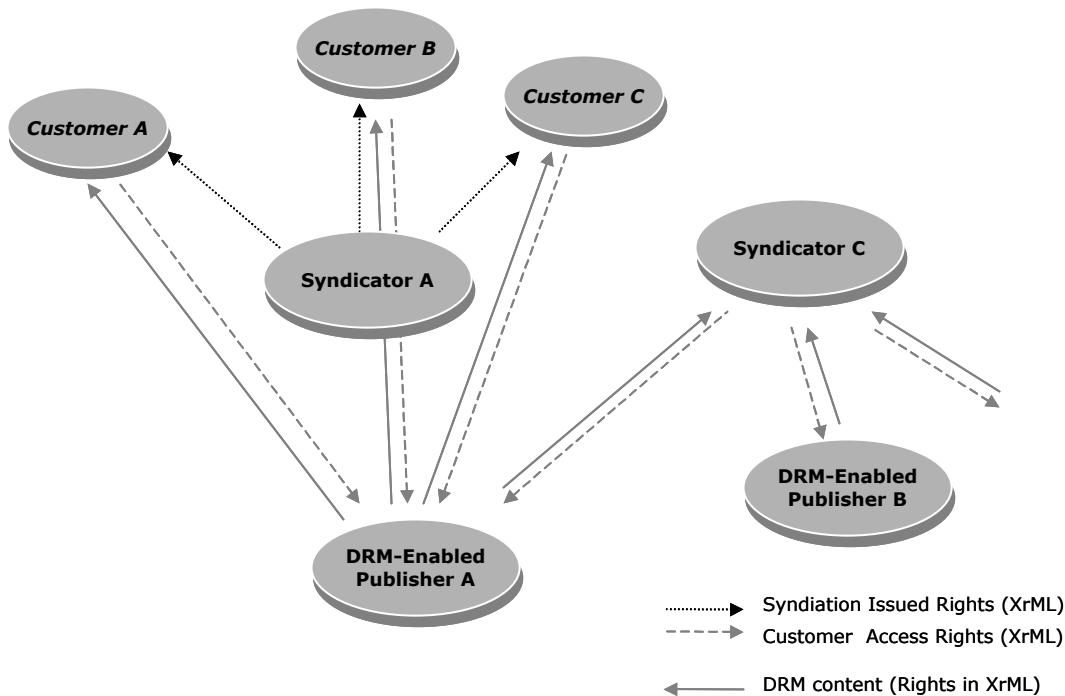 Customer B
Customer C
Customer A
Syndicator C
Syndicator A
DRM-Enabled
Publisher B
DRM-Enabled
Publisher A
Syndiation Issued Rights (XrML)
Customer Access Rights (XrML)
DRM content (Rights in XrML)